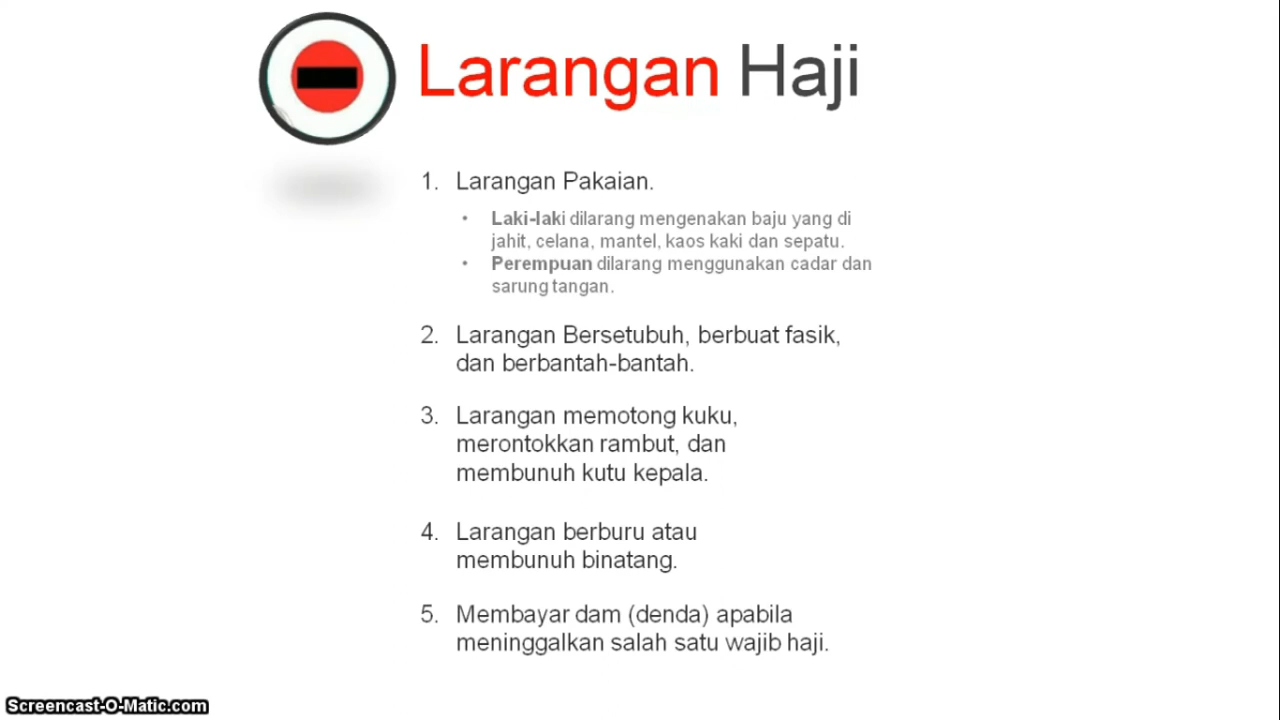 Larangan Haji
1. Larangan Pakaian.
• Laki-laki dilarang mengenakan baju yang di
jahit, celana, mantel, kaos kaki dan sepatu.
• Perempuan dilarang menggunakan cadar dan
sarung tangan.
2. Larangan Bersetubuh, berbuat fasik,
dan berbantah-bantah.
3. Larangan memotong kuku,
merontokkan rambut, dan
membunuh kutu kepala.
4. Larangan berburu atau
membunuh binatang.
5. Membayar dam (denda) apabila
meninggalkan salah satu wajib haji.
Screencast-O-Matic.com